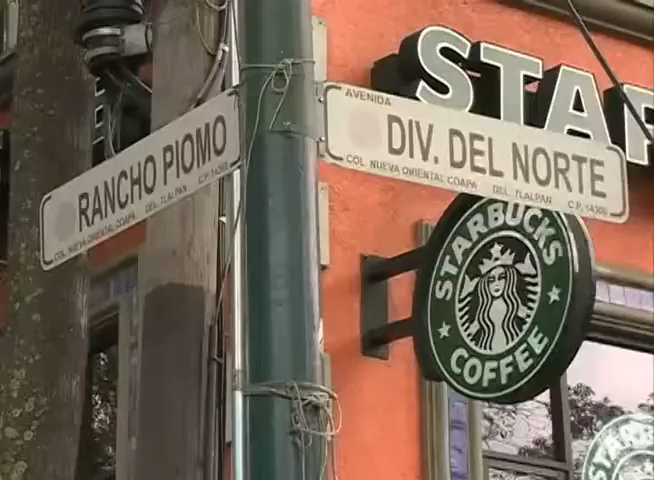 STAR
AVENIDA
DIV. DEL NORTE
COL. NUEVA ORIENTAL COAPA DEL. TLALPAN C.P. 14300
RANCHO PIOMO
COL. NUEVA ORIENTAL COAPA DEL. TLALPAN C.P. 14300
STARBUCKS
COFFEE
STARBUCKS